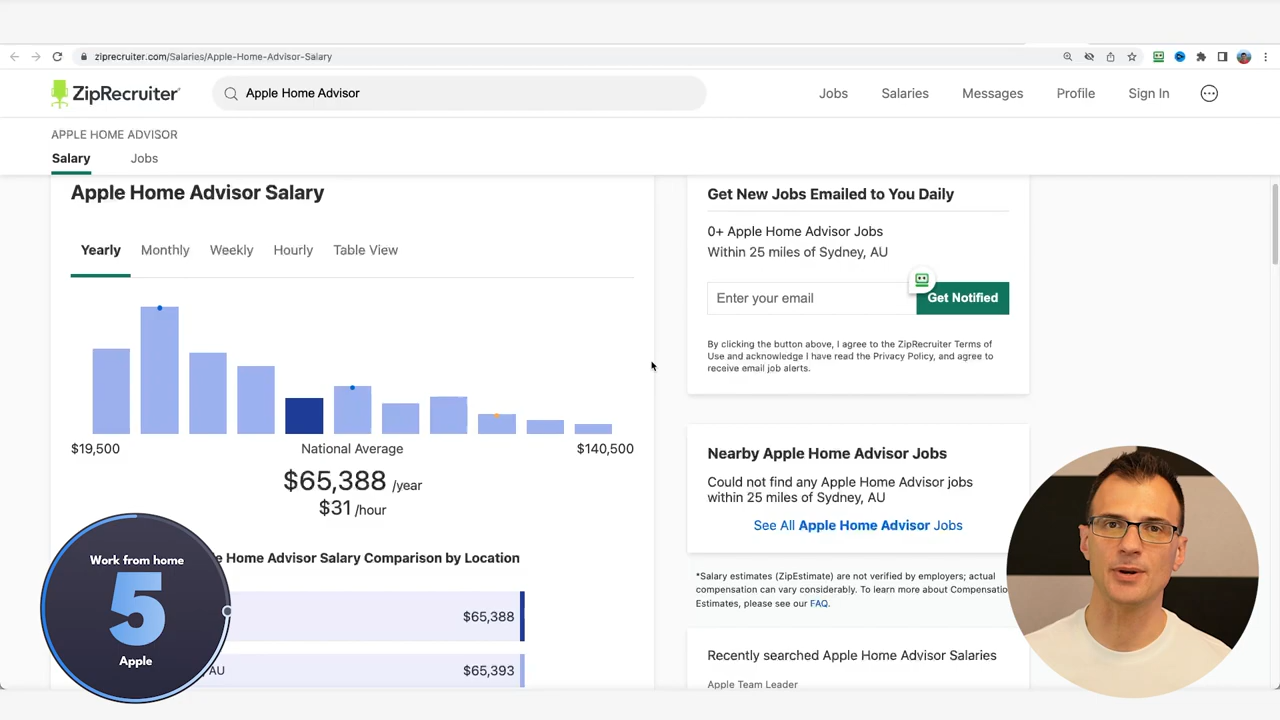 ziprecruiter.com/Salaries/Apple-Home-Advisor-Salary
ZipRecruiter
Apple Home Advisor
Jobs
Salaries
Messages
Profile
Sign In
APPLE HOME ADVISOR
Salary
Jobs
Apple Home Advisor Salary
Yearly
Monthly
Weekly
Hourly
Table View
$19,500
National Average
$140,500
$65,388 /year
$31 /hour
e Home Advisor Salary Comparison by Location
$65,388
AU
$65,393
Work from home
5
Apple
Get New Jobs Emailed to You Daily
0+ Apple Home Advisor Jobs
Within 25 miles of Sydney, AU
Enter your email
Get Notified
By clicking the button above, I agree to the ZipRecruiter Terms of
Use and acknowledge I have read the Privacy Policy, and agree to
receive email job alerts.
Nearby Apple Home Advisor Jobs
Could not find any Apple Home Advisor jobs
within 25 miles of Sydney, AU
See All Apple Home Advisor Jobs
*Salary estimates (ZipEstimate) are not verified by employers; actual
compensation can vary considerably. To learn more about Compensatio
Estimates, please see our FAQ.
Recently searched Apple Home Advisor Salaries
Apple Team Leader